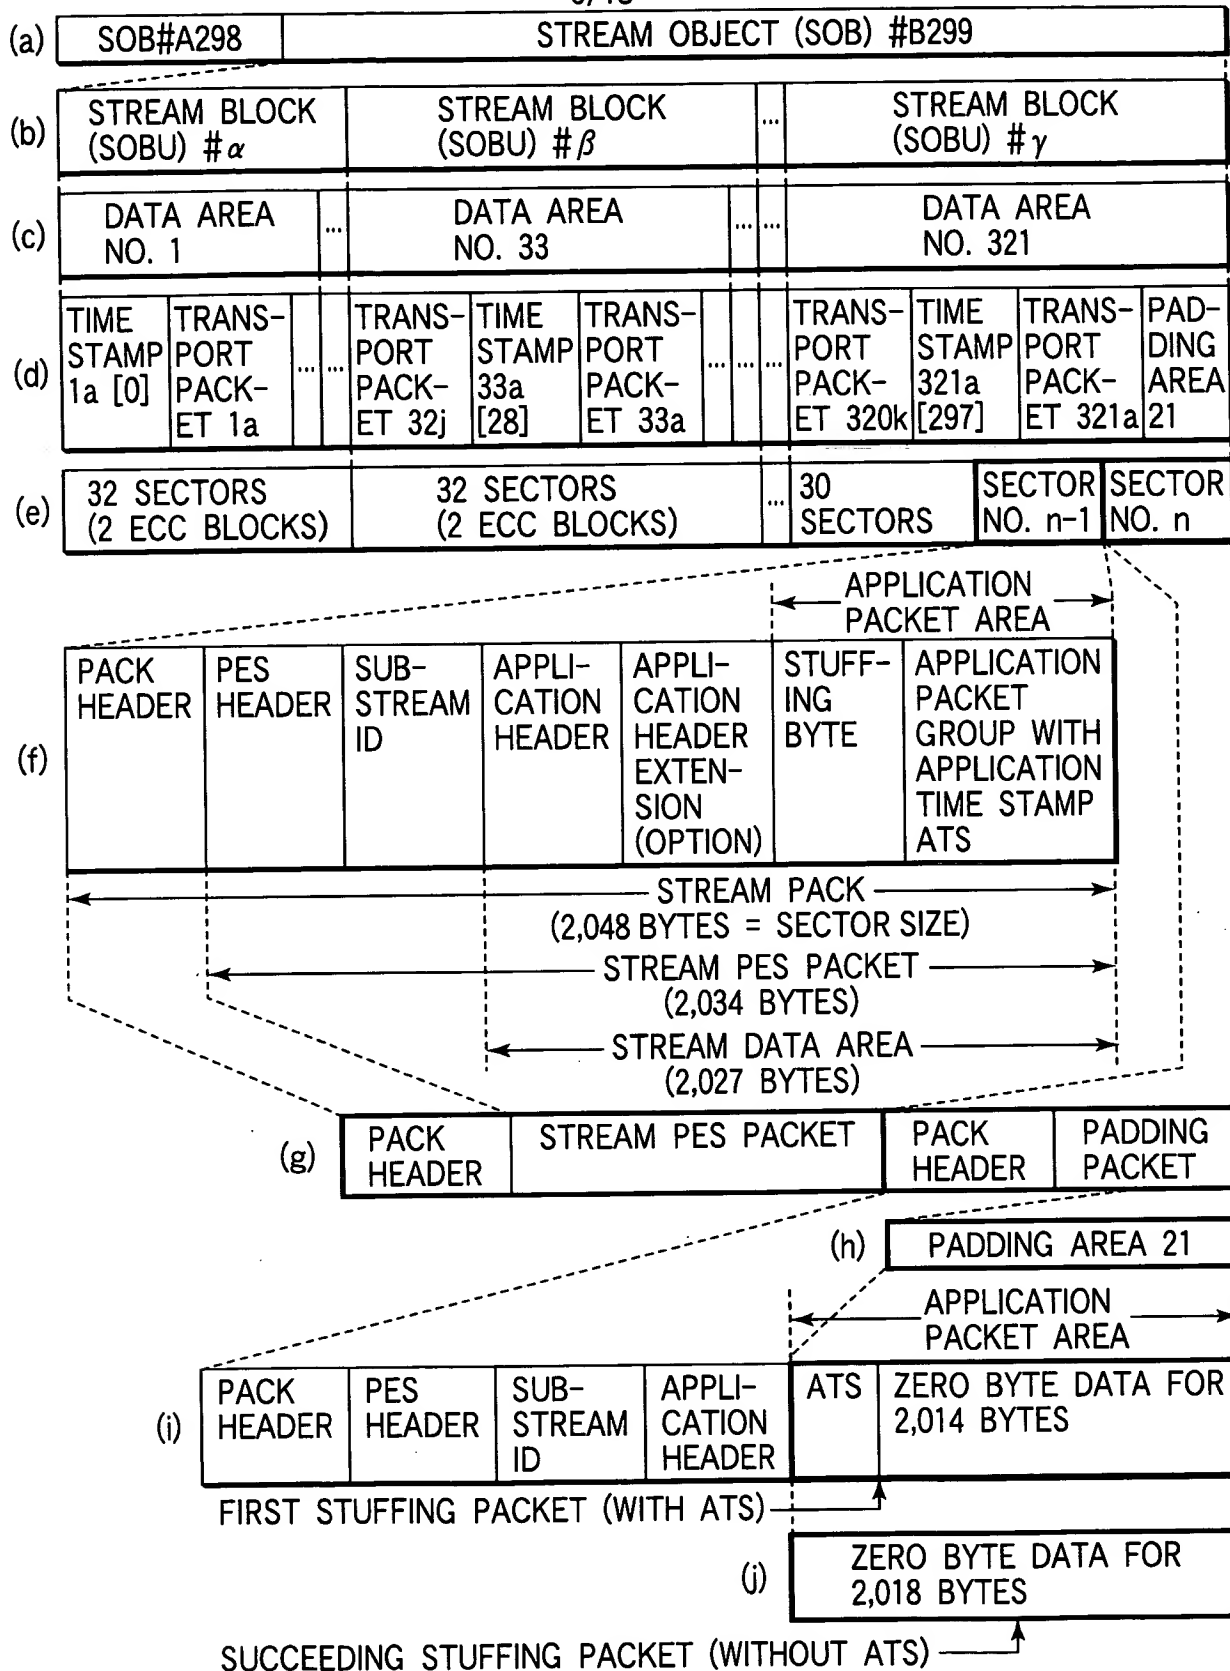 (a) SOB#A298 STREAM OBJECT (SOB) #B299
(b) STREAM BLOCK (SOBU) #α STREAM BLOCK (SOBU) #β ... STREAM BLOCK (SOBU) #γ
(c) DATA AREA NO. 1 ... DATA AREA NO. 33 ... ... DATA AREA NO. 321
(d)
TIME
STAMP
1a [0]
TRANS-
PORT
PACK-
ET 1a
... ...
TRANS-
PORT
PACK-
ET 32j
TIME
STAMP
33a
[28]
TRANS-
PORT
PACK-
ET 33a
... ... ...
TRANS-
PORT
PACK-
ET 320k
TIME
STAMP
321a
[297]
TRANS-
PORT
PACK-
ET 321a
PAD-
DING
AREA
21
(e)
32 SECTORS
(2 ECC BLOCKS)
32 SECTORS
(2 ECC BLOCKS)
...
30
SECTORS
SECTOR
NO. n-1
SECTOR
NO. n
APPLICATION
PACKET AREA
(f)
PACK
HEADER
PES
HEADER
SUB-
STREAM
ID
APPLI-
CATION
HEADER
APPLI-
CATION
HEADER
EXTEN-
SION
(OPTION)
STUFF-
ING
BYTE
APPLICATION
PACKET
GROUP WITH
APPLICATION
TIME STAMP
ATS
STREAM PACK
(2,048 BYTES = SECTOR SIZE)
STREAM PES PACKET
(2,034 BYTES)
STREAM DATA AREA
(2,027 BYTES)
(g)
PACK
HEADER
STREAM PES PACKET
PACK
HEADER
PADDING
PACKET
(h) PADDING AREA 21
APPLICATION
PACKET AREA
(i)
PACK
HEADER
PES
HEADER
SUB-
STREAM
ID
APPLI-
CATION
HEADER
ATS
ZERO BYTE DATA FOR
2,014 BYTES
FIRST STUFFING PACKET (WITH ATS)
(j)
ZERO BYTE DATA FOR
2,018 BYTES
SUCCEEDING STUFFING PACKET (WITHOUT ATS)